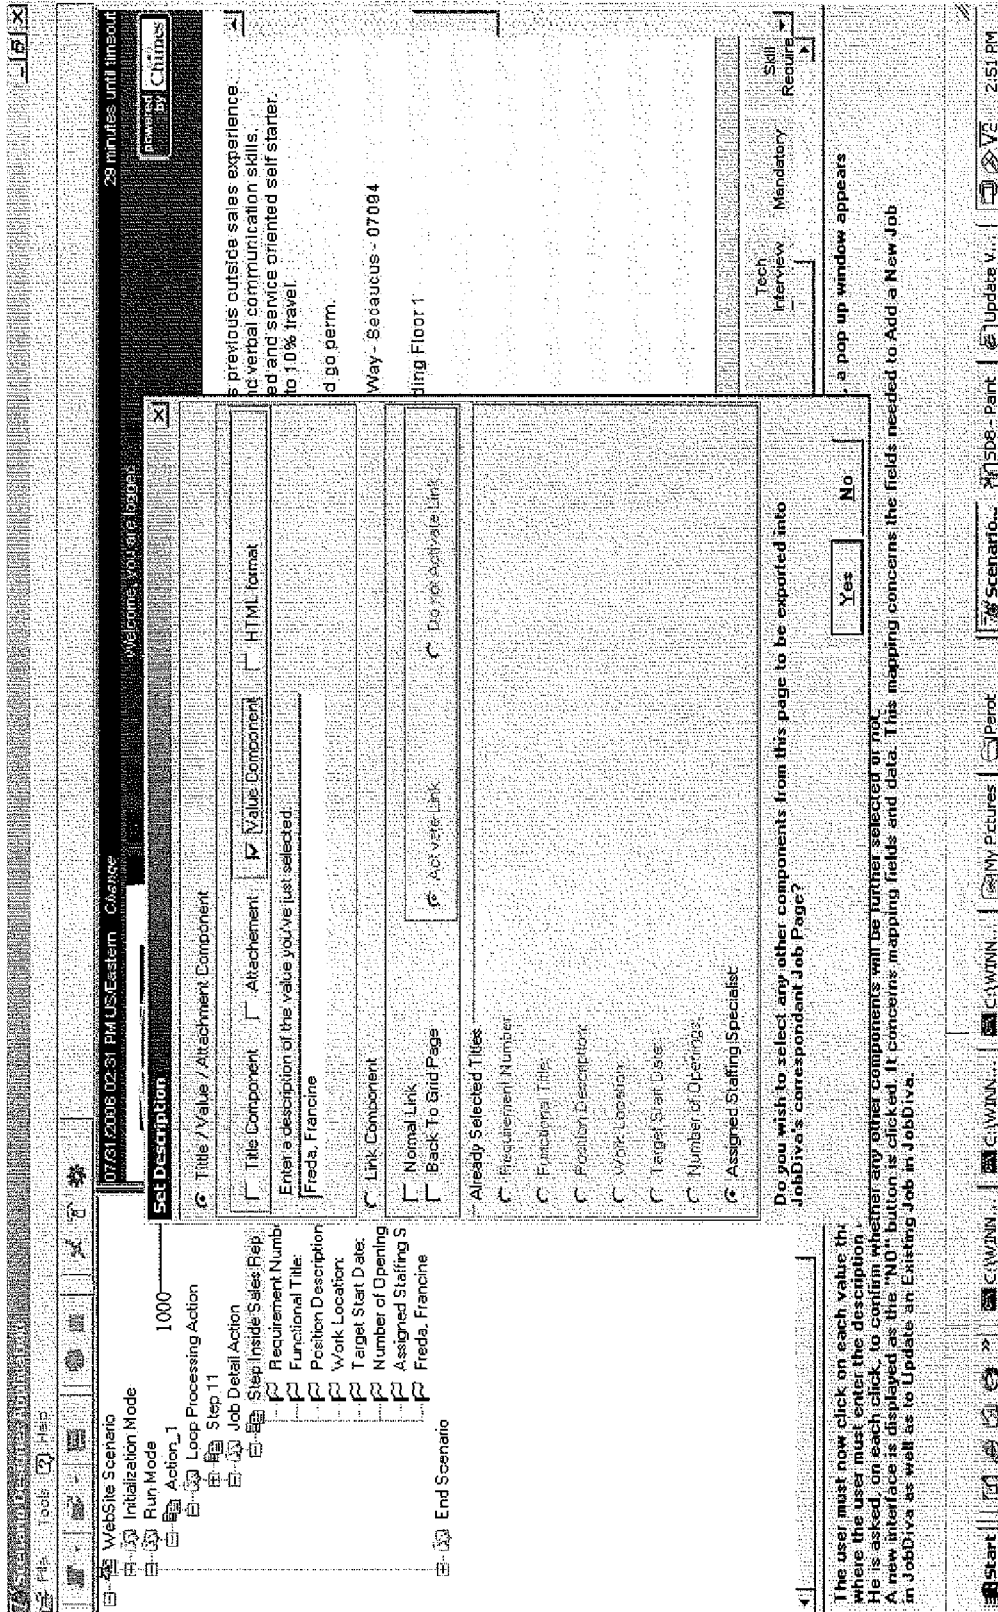 File Tools Help
WebSite Scenario
Initialization Mode
Run Mode
Action_1
Loop Processing Action
Step 11
Job Detail Action
Step Inside Sales Rep
Requirement Numb
Functional Title:
Position Description
Work Location:
Target Start Date:
Number of Opening
Assigned Staffing S
Freda, Francine
End Scenario
1000
07/31/2006 02:31 PM US/Eastern Change
Welcome, you are logged
29 minutes until timeout
powered by Chimes
s previous outside sales experience.
nd verbal communication skills.
ed and service oriented self starter.
to 10% travel.
d go perm.
Way - Secaucus - 07094
ding Floor 1
Tech Interview
Mandatory
Skill Require
Set Description
Tittle / Value / Attachment Component
Title Component
Attachement
Value Component
HTML format
Enter a description of the value you've just selected:
Freda, Francine
Link Component
Normal Link
Back To Grid Page
Activate Link
Do not Activate Link
Already Selected Titles
Requirement Number
Functional Title:
Position Description:
Work Location:
Target Start Date:
Number of Openings:
Assigned Staffing Specialist:
Do you wish to select any other components from this page to be exported into
JobDiva's correspondant Job Page?
Yes
No
The user must now click on each value tha
, a pop up window appears
where the user must enter the description.
He is asked, on each click, to confirm whether any other components will be futher selected or not.
A new interface is displayed as the "NO" button is clicked. It concerns mapping fields and data. This mapping concerns the fields needed to Add a New Job
in JobDiva as well as to Update an Existing Job in JobDiva.
Start
»
C:\WINN...
C:\WINN...
C:\WINN...
My Pictures
Perot
Scenario...
SD8 - Paint
Update V...
2:51 PM